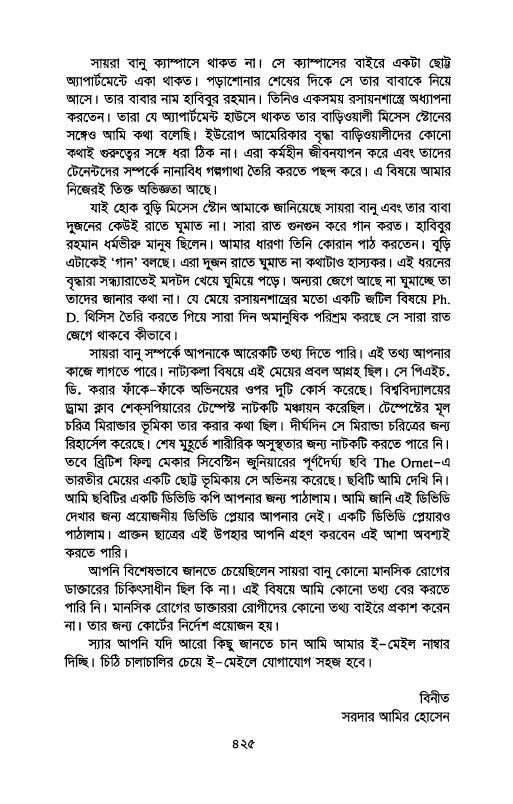 সায়রা বানু ক্যাম্পাসে থাকত না। সে ক্যাম্পাসের বাইরে একটা ছোট্ট
অ্যাপার্টমেন্টে একা থাকত। পড়াশোনার শেষের দিকে সে তার বাবাকে নিয়ে
আসে। তার বাবার নাম হাবিবুর রহমান। তিনিও একসময় রসায়নশাস্ত্রে অধ্যাপনা
করতেন। তারা যে অ্যাপার্টমেন্ট হাউসে থাকত তার বাড়িওয়ালী মিসেস স্টোনের
সঙ্গেও আমি কথা বলেছি। ইউরোপ আমেরিকার বৃদ্ধা বাড়িওয়ালীদের কোনো
কথাই গুরুত্বের সঙ্গে ধরা ঠিক না। এরা কর্মহীন জীবনযাপন করে এবং তাদের
টেনেন্টদের সম্পর্কে নানাবিধ গল্পগাথা তৈরি করতে পছন্দ করে। এ বিষয়ে আমার
নিজেরই তিক্ত অভিজ্ঞতা আছে।
যাই হোক বুড়ি মিসেস স্টোন আমাকে জানিয়েছে সায়রা বানু এবং তার বাবা
দুজনের কেউই রাতে ঘুমাত না। সারা রাত গুনগুন করে গান করত। হাবিবুর
রহমান ধর্মভীরু মানুষ ছিলেন। আমার ধারণা তিনি কোরান পাঠ করতেন। বুড়ি
এটাকেই ‘গান’ বলছে। এরা দুজন রাতে ঘুমাত না কথাটাও হাস্যকর। এই ধরনের
বৃদ্ধারা সন্ধ্যারাতেই মদটদ খেয়ে ঘুমিয়ে পড়ে। অন্যরা জেগে আছে না ঘুমাচ্ছে তা
তাদের জানার কথা না। যে মেয়ে রসায়নশাস্ত্রের মতো একটি জটিল বিষয়ে Ph.
D. থিসিস তৈরি করতে গিয়ে সারা দিন অমানুষিক পরিশ্রম করছে সে সারা রাত
জেগে থাকবে কীভাবে।
সায়রা বানু সম্পর্কে আপনাকে আরেকটি তথ্য দিতে পারি। এই তথ্য আপনার
কাজে লাগতে পারে। নাট্যকলা বিষয়ে এই মেয়ের প্রবল আগ্রহ ছিল। সে পিএইচ.
ডি. করার ফাঁকে-ফাঁকে অভিনয়ের ওপর দুটি কোর্স করেছে। বিশ্ববিদ্যালয়ের
ড্রামা ক্লাব শেক্‌সপিয়ারের টেম্পেস্ট নাটকটি মঞ্চায়ন করেছিল। টেম্পেস্টের মূল
চরিত্র মিরান্ডার ভূমিকা তার করার কথা ছিল। দীর্ঘদিন সে মিরান্ডা চরিত্রের জন্য
রিহার্সেল করেছে। শেষ মুহূর্তে শারীরিক অসুস্থতার জন্য নাটকটি করতে পারে নি।
তবে ব্রিটিশ ফিল্ম মেকার সিবেস্টিন জুনিয়ারের পূর্ণদৈর্ঘ্য ছবি The Ornet-এ
ভারতীর মেয়ের একটি ছোট্ট ভূমিকায় সে অভিনয় করেছে। ছবিটি আমি দেখি নি।
আমি ছবিটির একটি ডিভিডি কপি আপনার জন্য পাঠালাম। আমি জানি এই ডিভিডি
দেখার জন্য প্রয়োজনীয় ডিভিডি প্লেয়ার আপনার নেই। একটি ডিভিডি প্লেয়ারও
পাঠালাম। প্রাক্তন ছাত্রের এই উপহার আপনি গ্রহণ করবেন এই আশা অবশ্যই
করতে পারি।
আপনি বিশেষভাবে জানতে চেয়েছিলেন সায়রা বানু কোনো মানসিক রোগের
ডাক্তারের চিকিৎসাধীন ছিল কি না। এই বিষয়ে আমি কোনো তথ্য বের করতে
পারি নি। মানসিক রোগের ডাক্তাররা রোগীদের কোনো তথ্য বাইরে প্রকাশ করেন
না। তার জন্য কোর্টের নির্দেশ প্রয়োজন হয়।
স্যার আপনি যদি আরো কিছু জানতে চান আমি আমার ই-মেইল নাম্বার
দিচ্ছি। চিঠি চালাচালির চেয়ে ই-মেইলে যোগাযোগ সহজ হবে।
বিনীত
সরদার আমির হোসেন
৪২৫